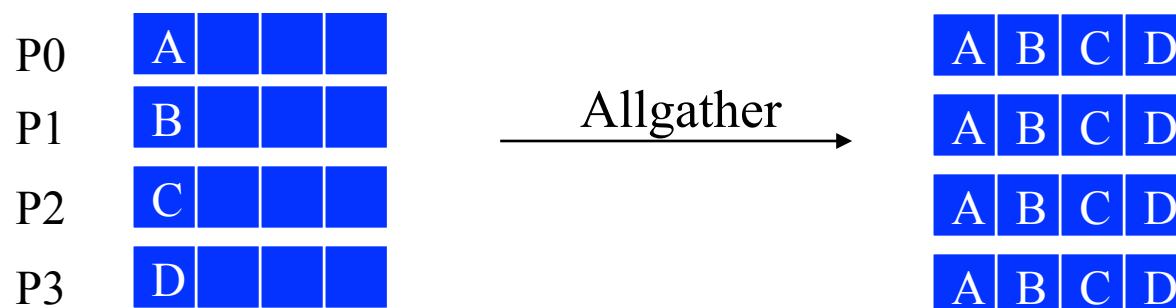 P0 A A B C D
P1 B Allgather A B C D
P2 C A B C D
P3 D A B C D